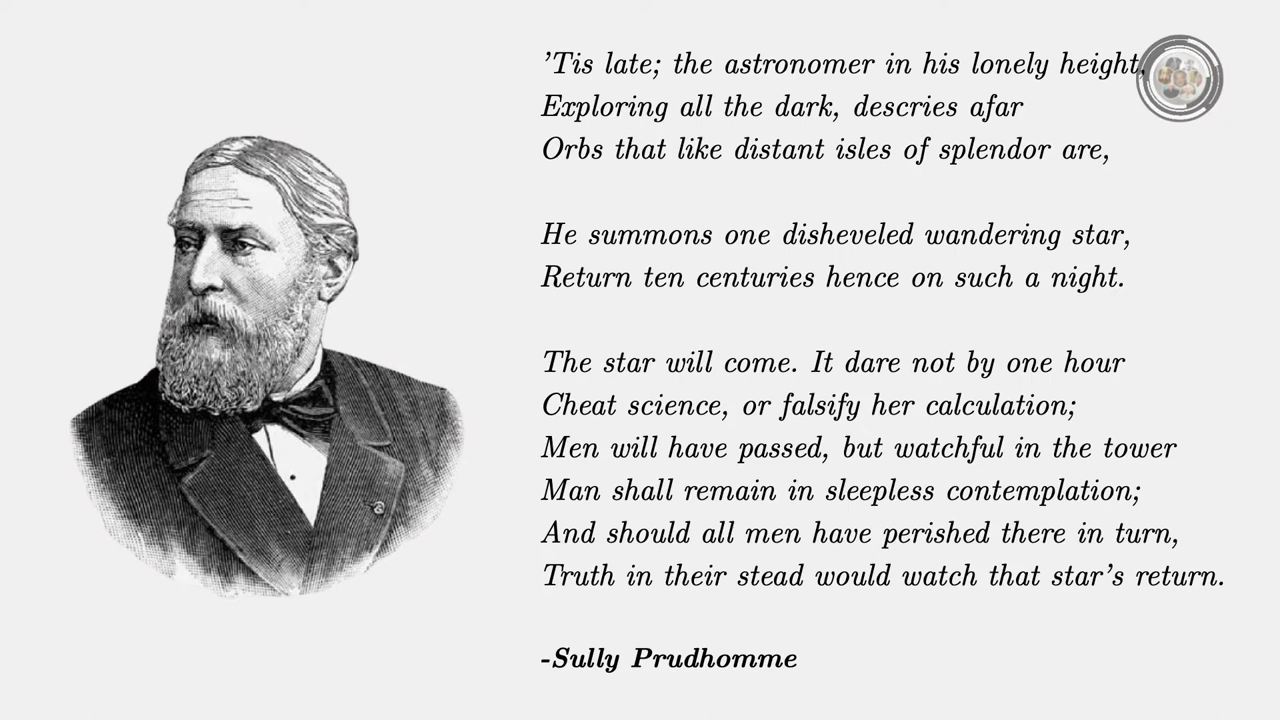 ’Tis late; the astronomer in his lonely height,
Exploring all the dark, descries afar
Orbs that like distant isles of splendor are,
He summons one disheveled wandering star,
Return ten centuries hence on such a night.
The star will come. It dare not by one hour
Cheat science, or falsify her calculation;
Men will have passed, but watchful in the tower
Man shall remain in sleepless contemplation;
And should all men have perished there in turn,
Truth in their stead would watch that star’s return.
-Sully Prudhomme